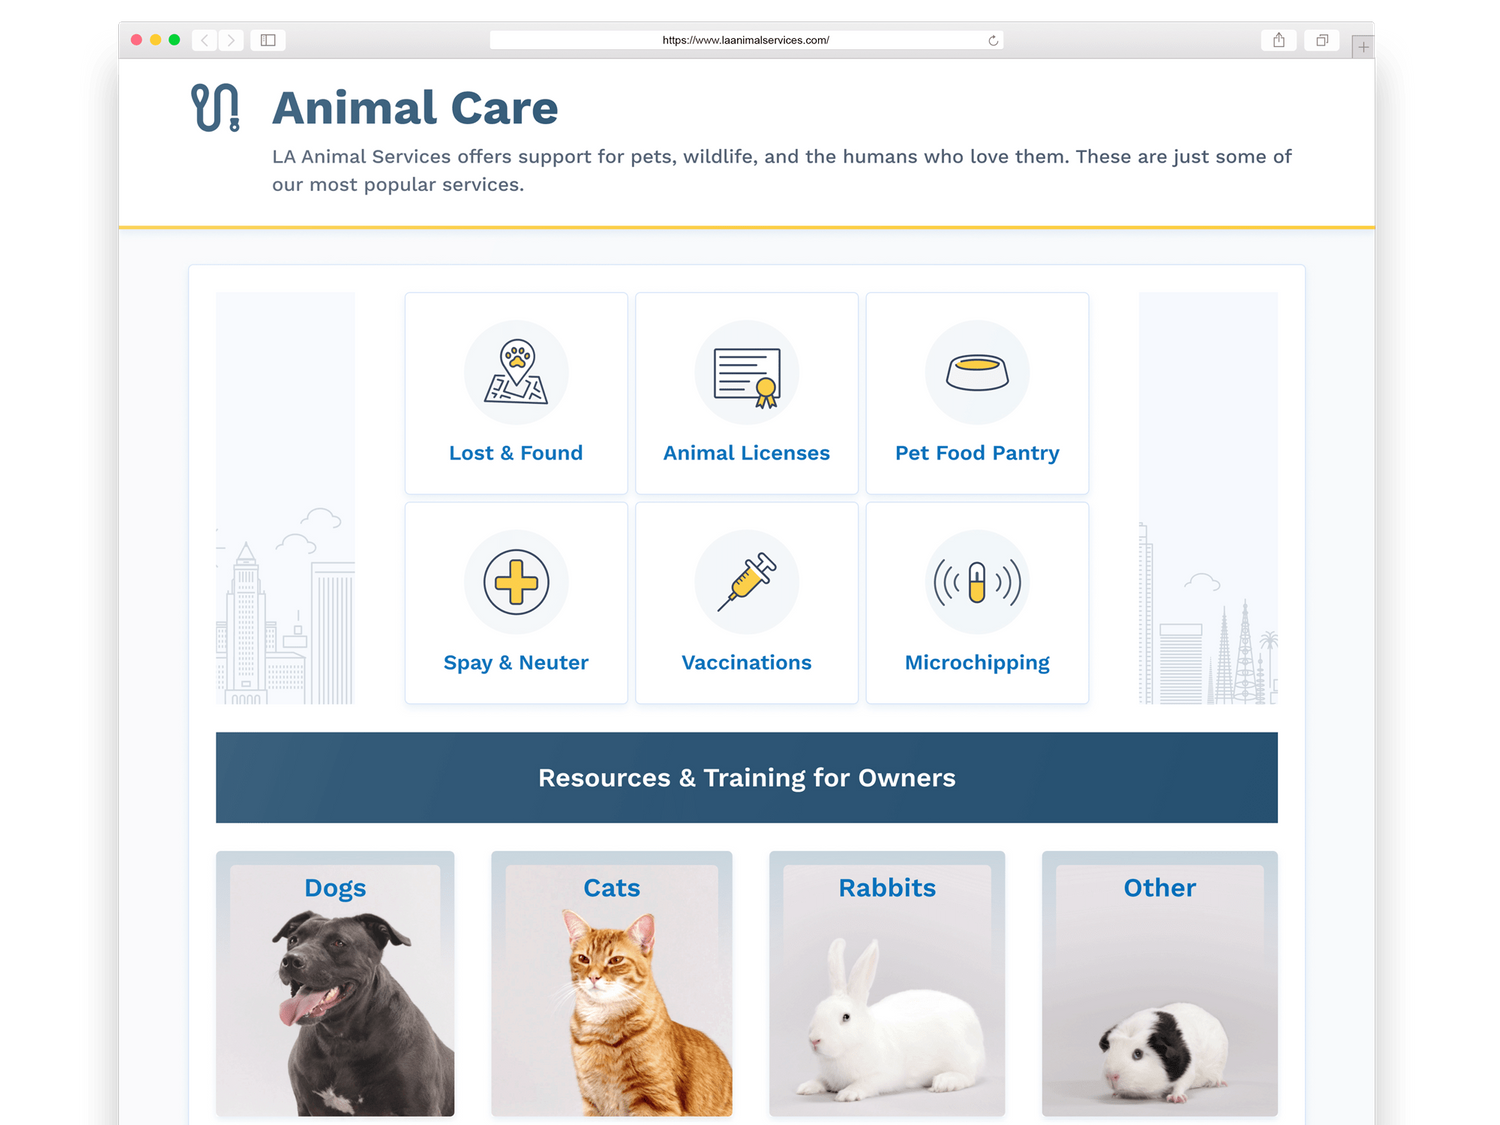 https://www.laanimalservices.com/
Animal Care
LA Animal Services offers support for pets, wildlife, and the humans who love them. These are just some of
our most popular services.
Lost & Found
Animal Licenses
Pet Food Pantry
Spay & Neuter
Vaccinations
Microchipping
Resources & Training for Owners
Dogs
Cats
Rabbits
Other